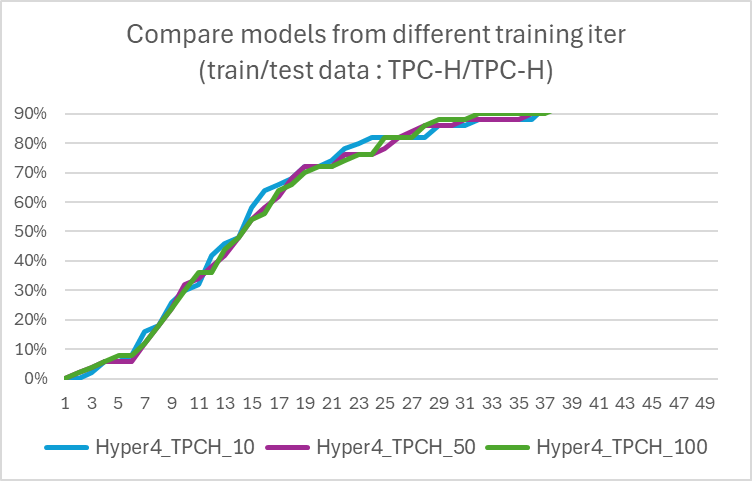 Compare models from different training iter
(train/test data : TPC-H/TPC-H)
90%
80%
70%
60%
50%
40%
30%
20%
10%
0%
1 3 5 7 9 11 13 15 17 19 21 23 25 27 29 31 33 35 37 39 41 43 45 47 49
Hyper4_TPCH_10 Hyper4_TPCH_50 Hyper4_TPCH_100